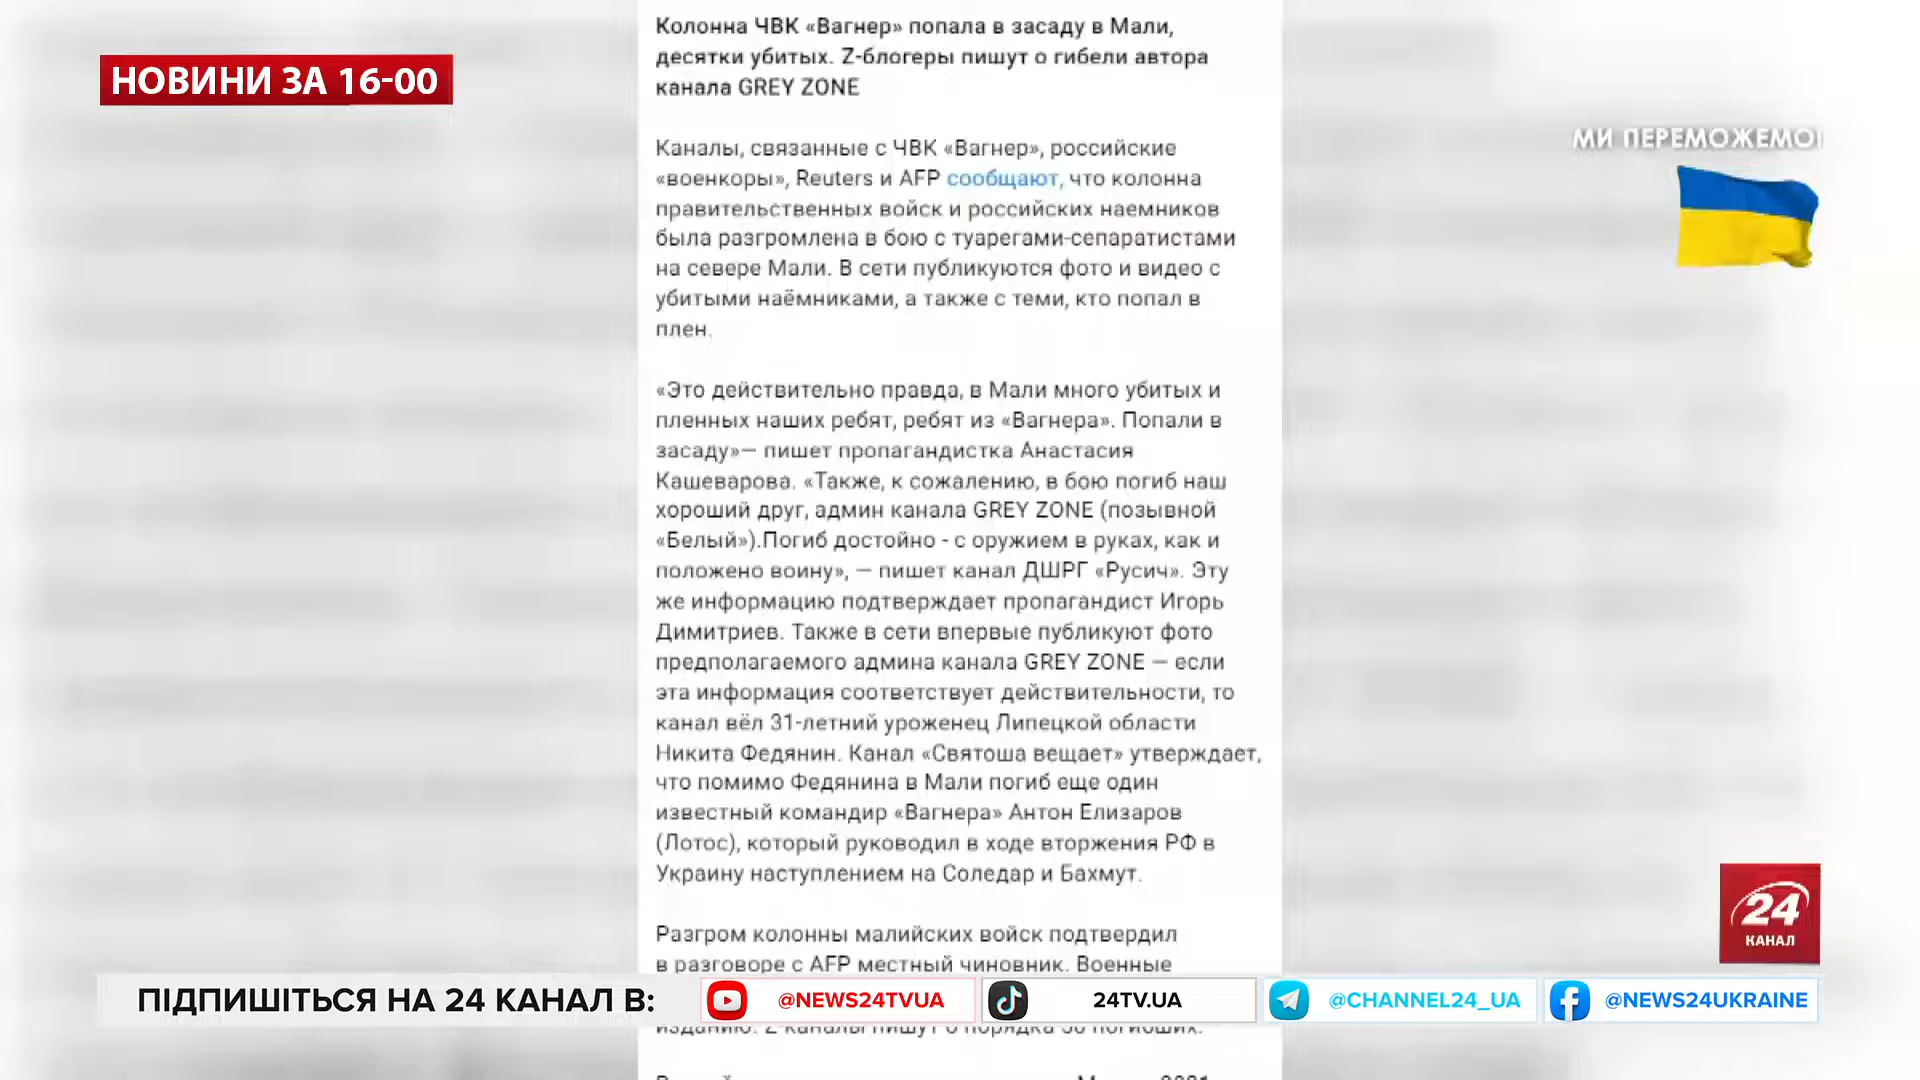 Колонна ЧВК «Вагнер» попала в засаду в Мали,
десятки убитых. Z-блогеры пишут о гибели автора
канала GREY ZONE
НОВИНИ ЗА 16-00
МИ ПЕРЕМОЖЕМО!
Каналы, связанные с ЧВК «Вагнер», российские
«военкоры», Reuters и AFP сообщают, что колонна
правительственных войск и российских наемников
была разгромлена в бою с туарегами-сепаратистами
на севере Мали. В сети публикуются фото и видео с
убитыми наёмниками, а также с теми, кто попал в
плен.
«Это действительно правда, в Мали много убитых и
пленных наших ребят, ребят из «Вагнера». Попали в
засаду»— пишет пропагандистка Анастасия
Кашеварова. «Также, к сожалению, в бою погиб наш
хороший друг, админ канала GREY ZONE (позывной
«Белый»).Погиб достойно - с оружием в руках, как и
положено воину», — пишет канал ДШРГ «Русич». Эту
же информацию подтверждает пропагандист Игорь
Димитриев. Также в сети впервые публикуют фото
предполагаемого админа канала GREY ZONE — если
эта информация соответствует действительности, то
канал вёл 31-летний уроженец Липецкой области
Никита Федянин. Канал «Святоша вещает» утверждает,
что помимо Федянина в Мали погиб еще один
известный командир «Вагнера» Антон Елизаров
(Лотос), который руководил в ходе вторжения РФ в
Украину наступлением на Соледар и Бахмут.
Разгром колонны малийских войск подтвердил
в разговоре с AFP местный чиновник. Военные
24
КАНАЛ
ПІДПИШІТЬСЯ НА 24 КАНАЛ В:
@NEWS24TVUA
24TV.UA
@CHANNEL24_UA
@NEWS24UKRAINE
изданию. Z-каналы пишут о порядка 50 погибших.